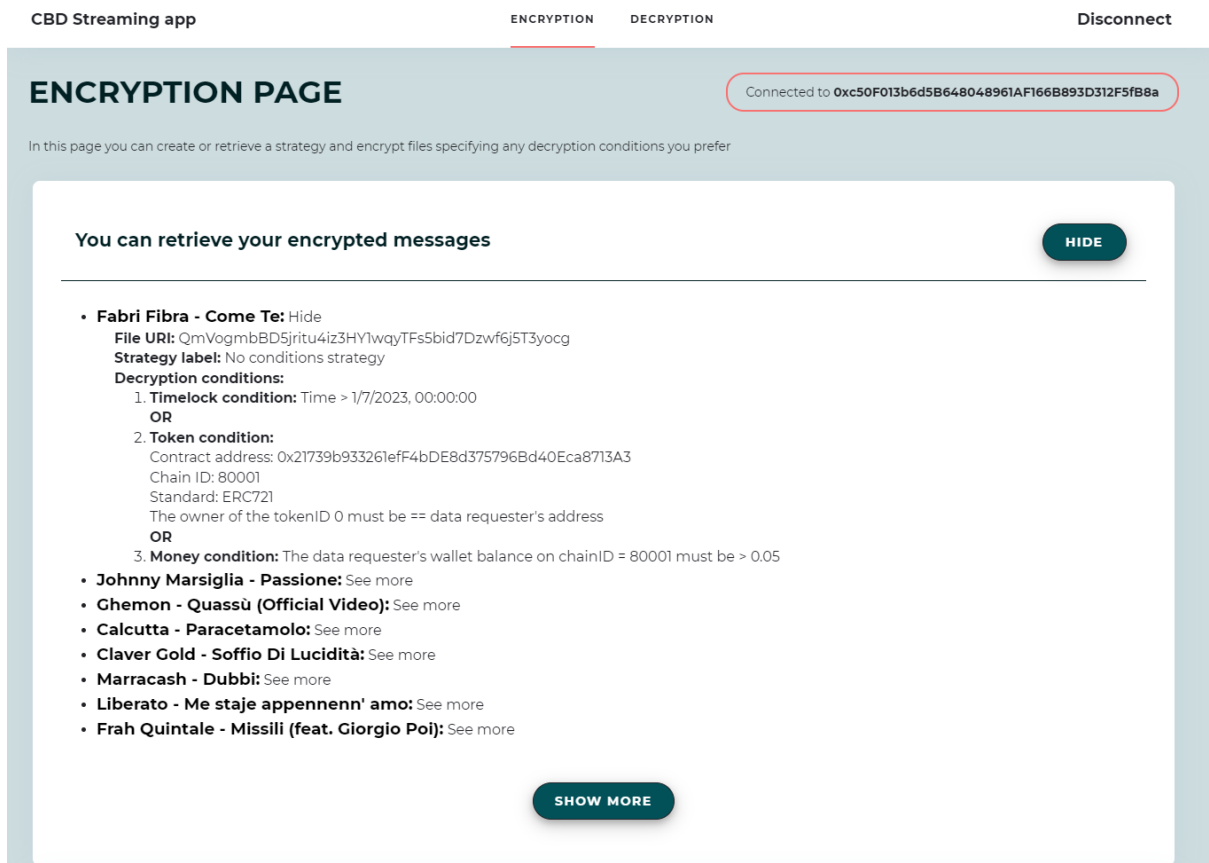 CBD Streaming app
ENCRYPTION
DECRYPTION
Disconnect
ENCRYPTION PAGE
Connected to 0xc50F013b6d5B648048961AF166B893D312F5fB8a
In this page you can create or retrieve a strategy and encrypt files specifying any decryption conditions you prefer
You can retrieve your encrypted messages
HIDE
• Fabri Fibra - Come Te: Hide
File URI: QmVogmbBD5jritu4iz3HY1wqyTFs5bid7Dzwf6j5T3yocg
Strategy label: No conditions strategy
Decryption conditions:
1. Timelock condition: Time > 1/7/2023, 00:00:00
OR
2. Token condition:
Contract address: 0x21739b933261efF4bDE8d375796Bd40Eca8713A3
Chain ID: 80001
Standard: ERC721
The owner of the tokenID 0 must be == data requester's address
OR
3. Money condition: The data requester's wallet balance on chainID = 80001 must be > 0.05
• Johnny Marsiglia - Passione: See more
• Ghemon - Quassù (Official Video): See more
• Calcutta - Paracetamolo: See more
• Claver Gold - Soffio Di Lucidità: See more
• Marracash - Dubbi: See more
• Liberato - Me staje appennenn' amo: See more
• Frah Quintale - Missili (feat. Giorgio Poi): See more
SHOW MORE